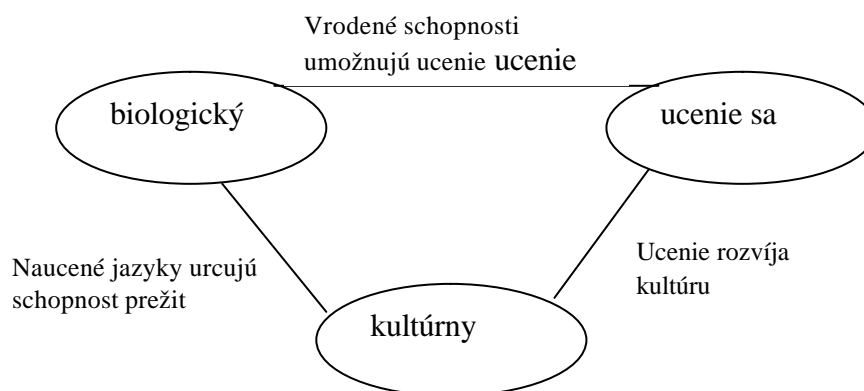 Vrodené schopnosti
umožnujú ucenie ucenie
biologický
ucenie sa
Naucené jazyky urcujú
schopnost prežit
Ucenie rozvíja
kultúru
kultúrny